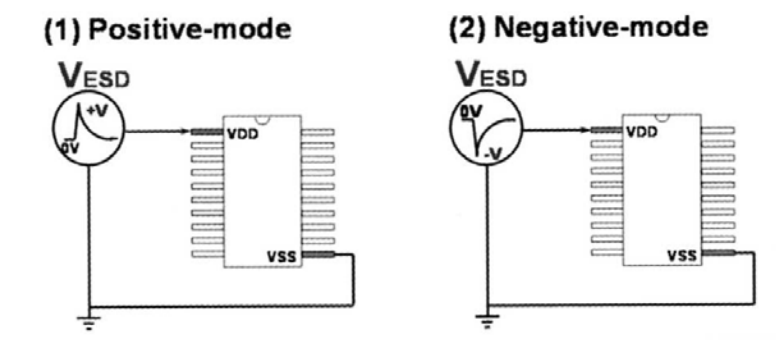 (1) Positive-mode
VESD
+V
0V
VDD
VSS
(2) Negative-mode
VESD
0V
-V
VDD
VSS